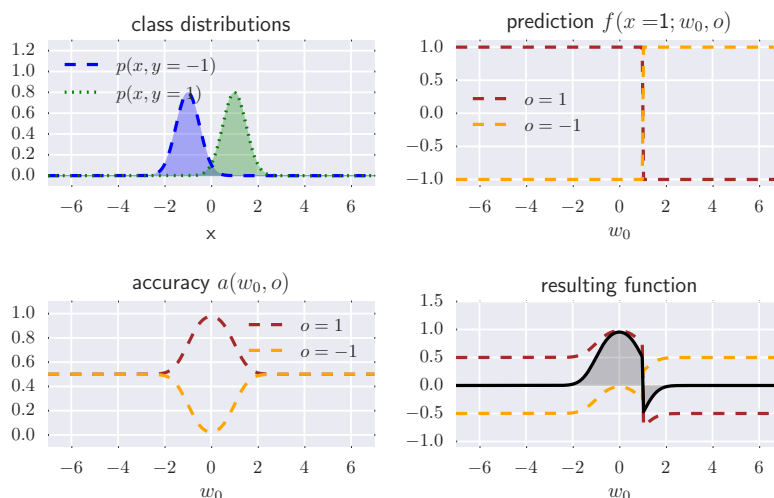 class distributions
1.2
1.0
0.8
0.6
0.4
0.2
0.0
p(x, y = −1)
p(x, y = 1)
−6 −4 −2 0 2 4 6
x
prediction f(x =1; w₀, o)
1.0
0.5
0.0
−0.5
−1.0
o = 1
o = −1
−6 −4 −2 0 2 4 6
w₀
accuracy a(w₀, o)
1.0
0.8
0.6
0.4
0.2
0.0
o = 1
o = −1
−6 −4 −2 0 2 4 6
w₀
resulting function
1.5
1.0
0.5
0.0
−0.5
−1.0
−6 −4 −2 0 2 4 6
w₀